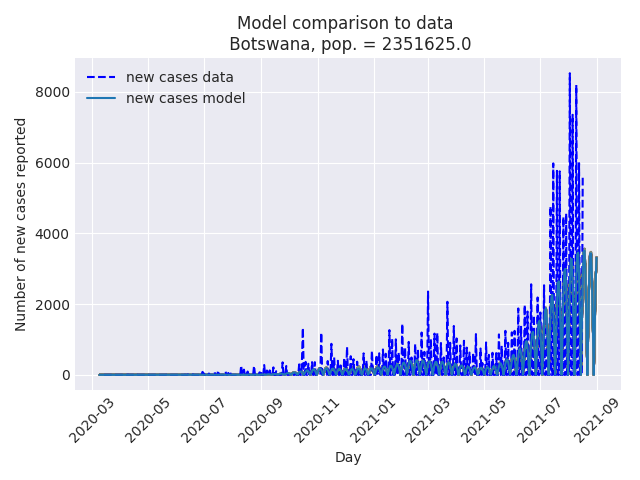 Model comparison to data
Botswana, pop. = 2351625.0
new cases data
new cases model
Number of new cases reported
8000
6000
4000
2000
0
2020-03
2020-05
2020-07
2020-09
2020-11
2021-01
2021-03
2021-05
2021-07
2021-09
Day